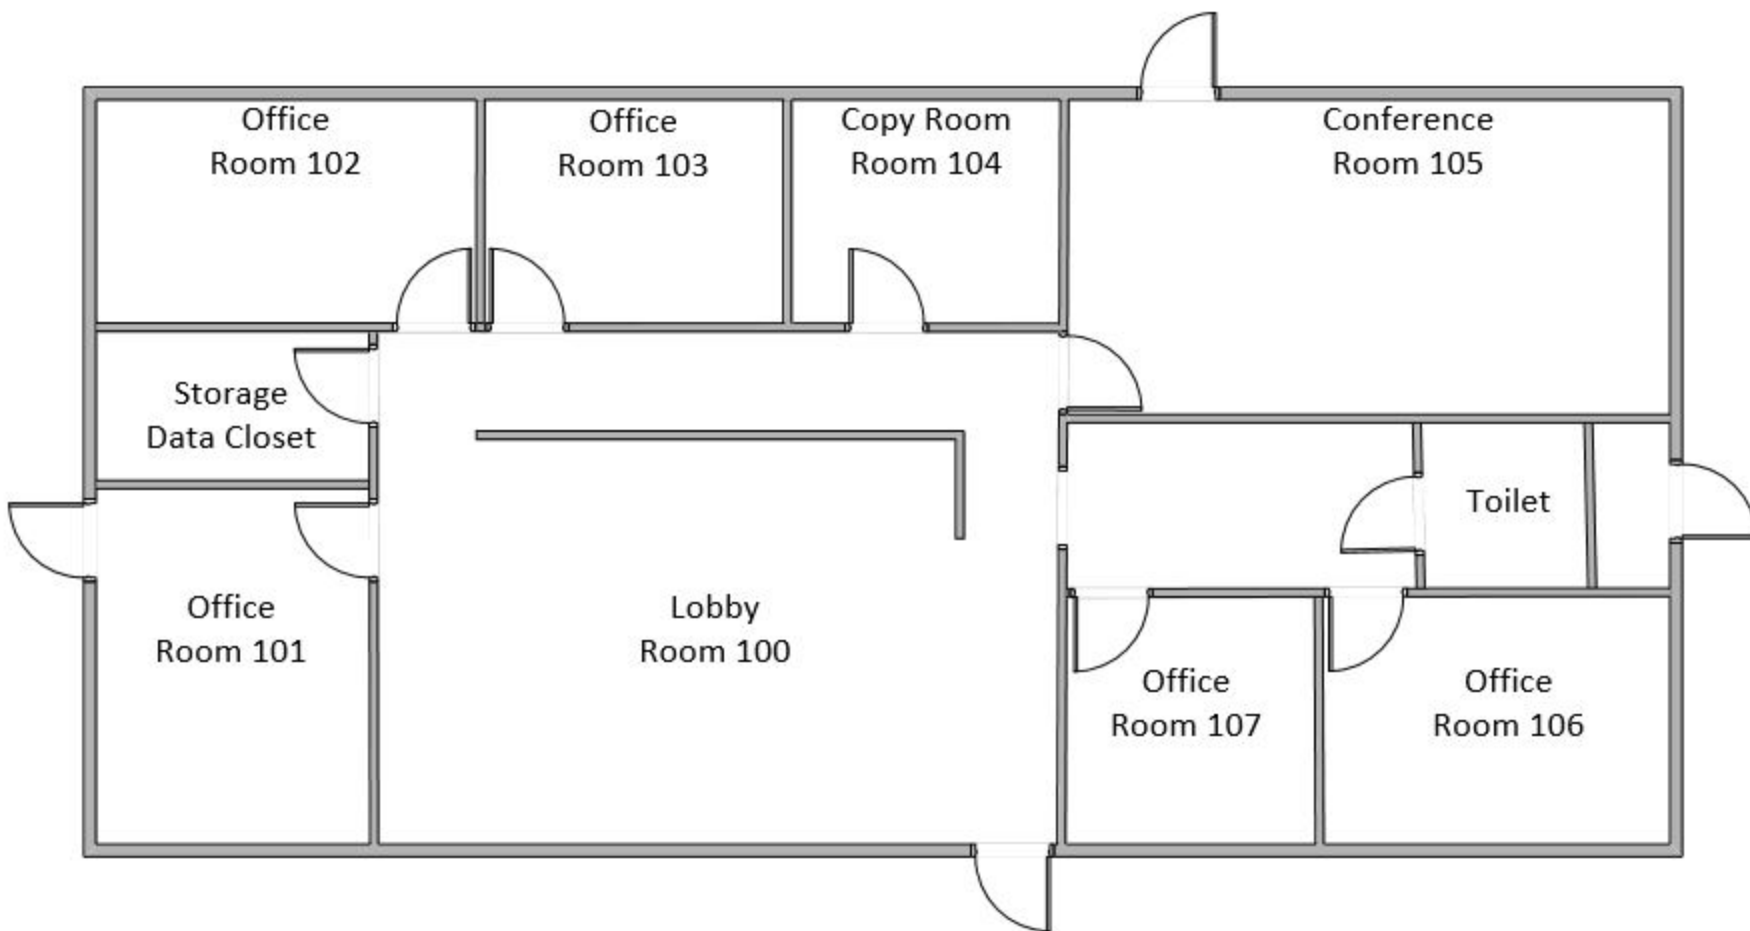 Office
Room 102
Office
Room 103
Copy Room
Room 104
Conference
Room 105
Storage
Data Closet
Toilet
Office
Room 101
Lobby
Room 100
Office
Room 107
Office
Room 106